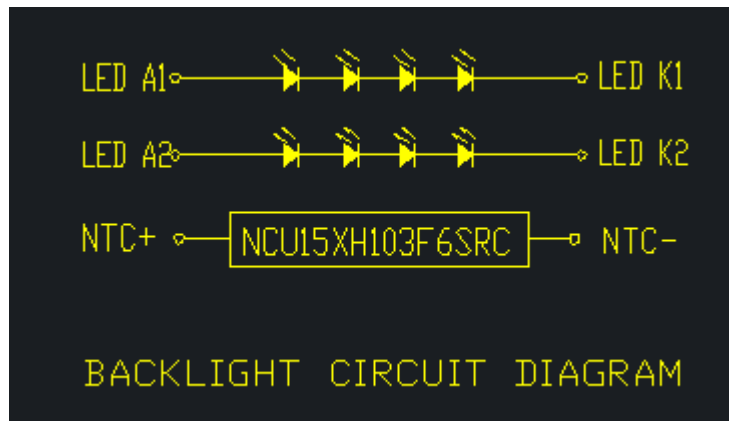 LED A1 LED K1
LED A2 LED K2
NTC+ NCU15XH103F6SRC NTC-
BACKLIGHT CIRCUIT DIAGRAM